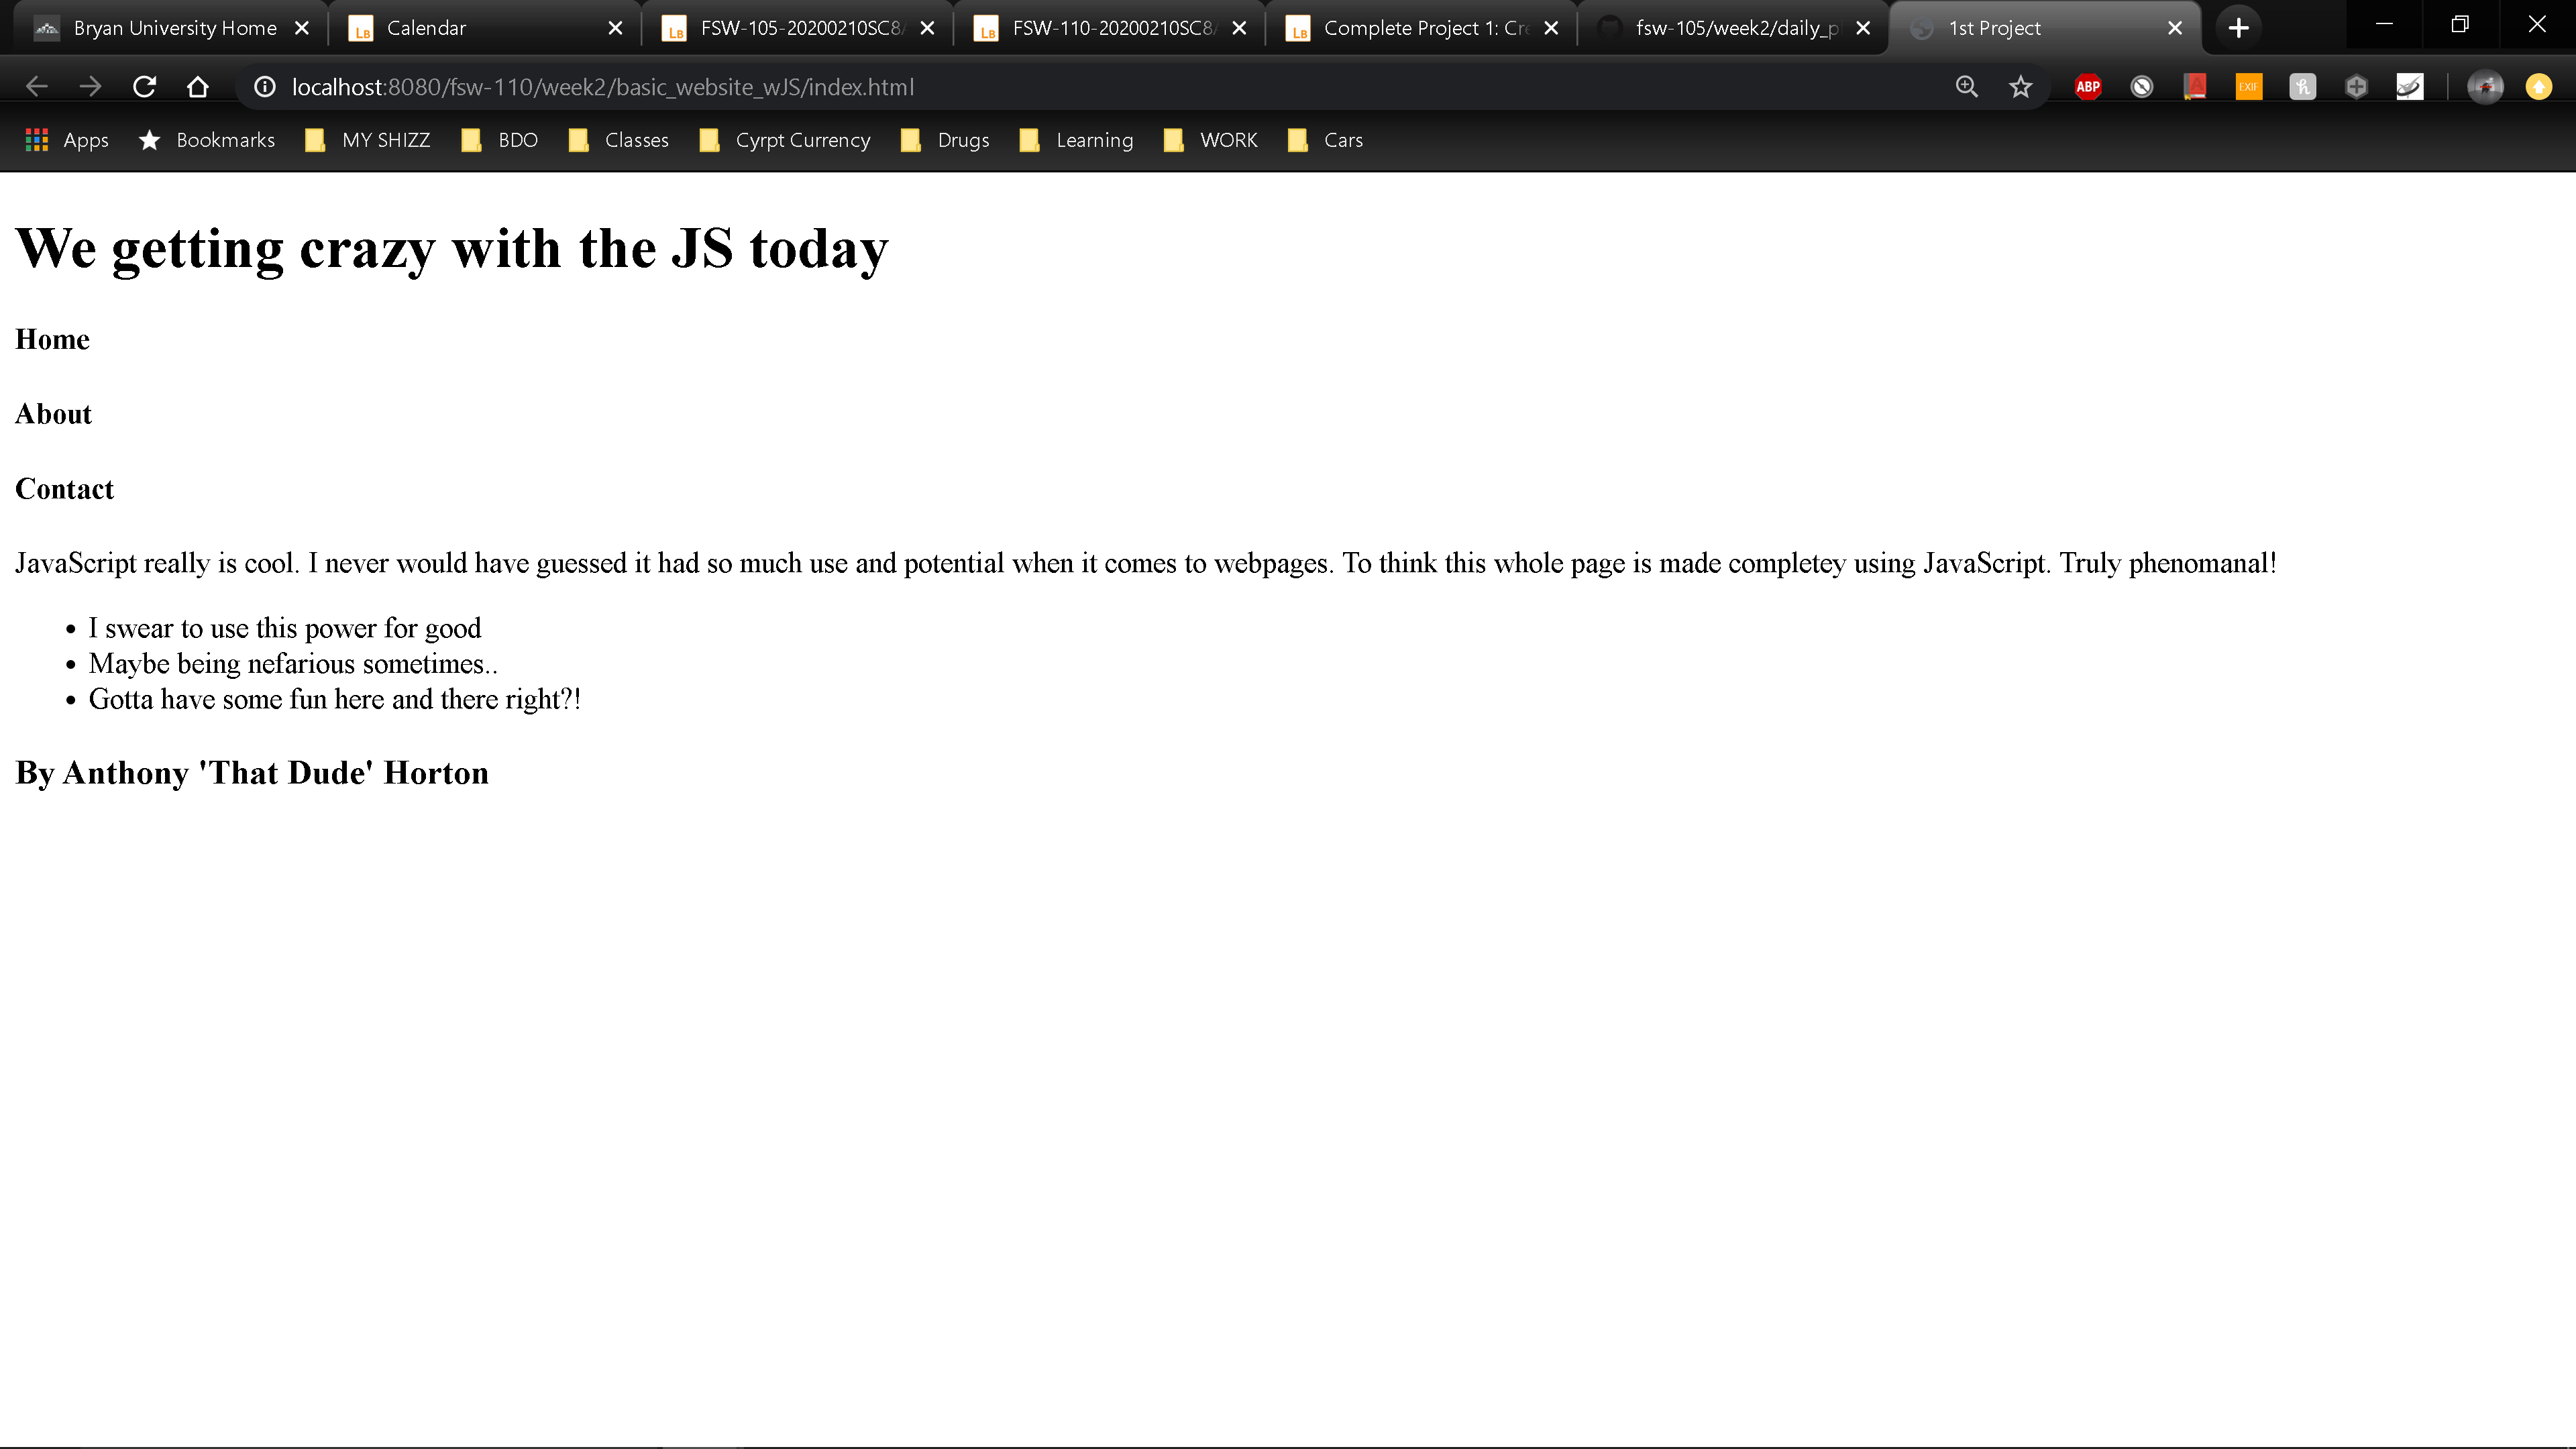 Bryan University Home
Calendar
FSW-105-20200210SC8
FSW-110-20200210SC8
Complete Project 1: Cre
fsw-105/week2/daily_p
1st Project
localhost:8080/fsw-110/week2/basic_website_wJS/index.html
ABP
EXIF
Apps
Bookmarks
MY SHIZZ
BDO
Classes
Cyrpt Currency
Drugs
Learning
WORK
Cars
We getting crazy with the JS today
Home
About
Contact
JavaScript really is cool. I never would have guessed it had so much use and potential when it comes to webpages. To think this whole page is made completey using JavaScript. Truly phenomanal!
I swear to use this power for good
Maybe being nefarious sometimes..
Gotta have some fun here and there right?!
By Anthony 'That Dude' Horton